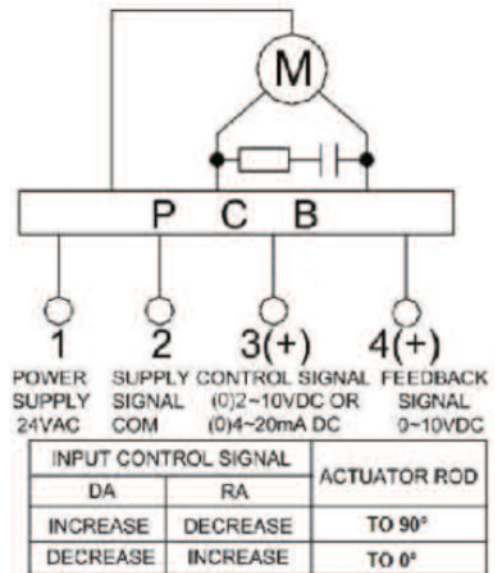 M
P C B
1 2 3(+) 4(+)
POWER SUPPLY CONTROL SIGNAL FEEDBACK
SUPPLY SIGNAL (0)2~10VDC OR SIGNAL
24VAC COM (0)4~20mA DC 0~10VDC
INPUT CONTROL SIGNAL ACTUATOR ROD
DA RA
INCREASE DECREASE TO 90°
DECREASE INCREASE TO 0°